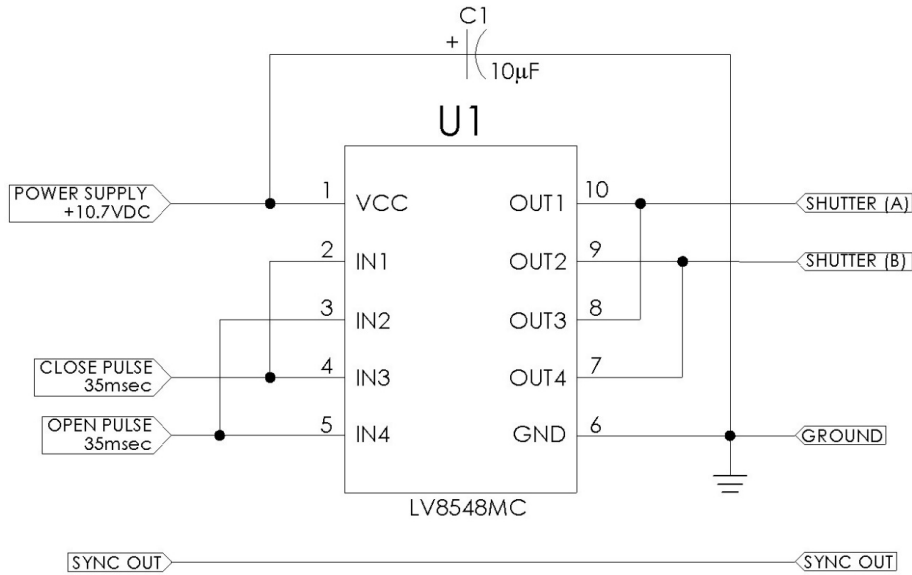 C1
+
10μF
U1
POWER SUPPLY
+10.7VDC
1
VCC
OUT1
10
SHUTTER (A)
2
IN1
OUT2
9
SHUTTER (B)
3
IN2
OUT3
8
CLOSE PULSE
35msec
4
IN3
OUT4
7
OPEN PULSE
35msec
5
IN4
GND
6
GROUND
LV8548MC
SYNC OUT
SYNC OUT